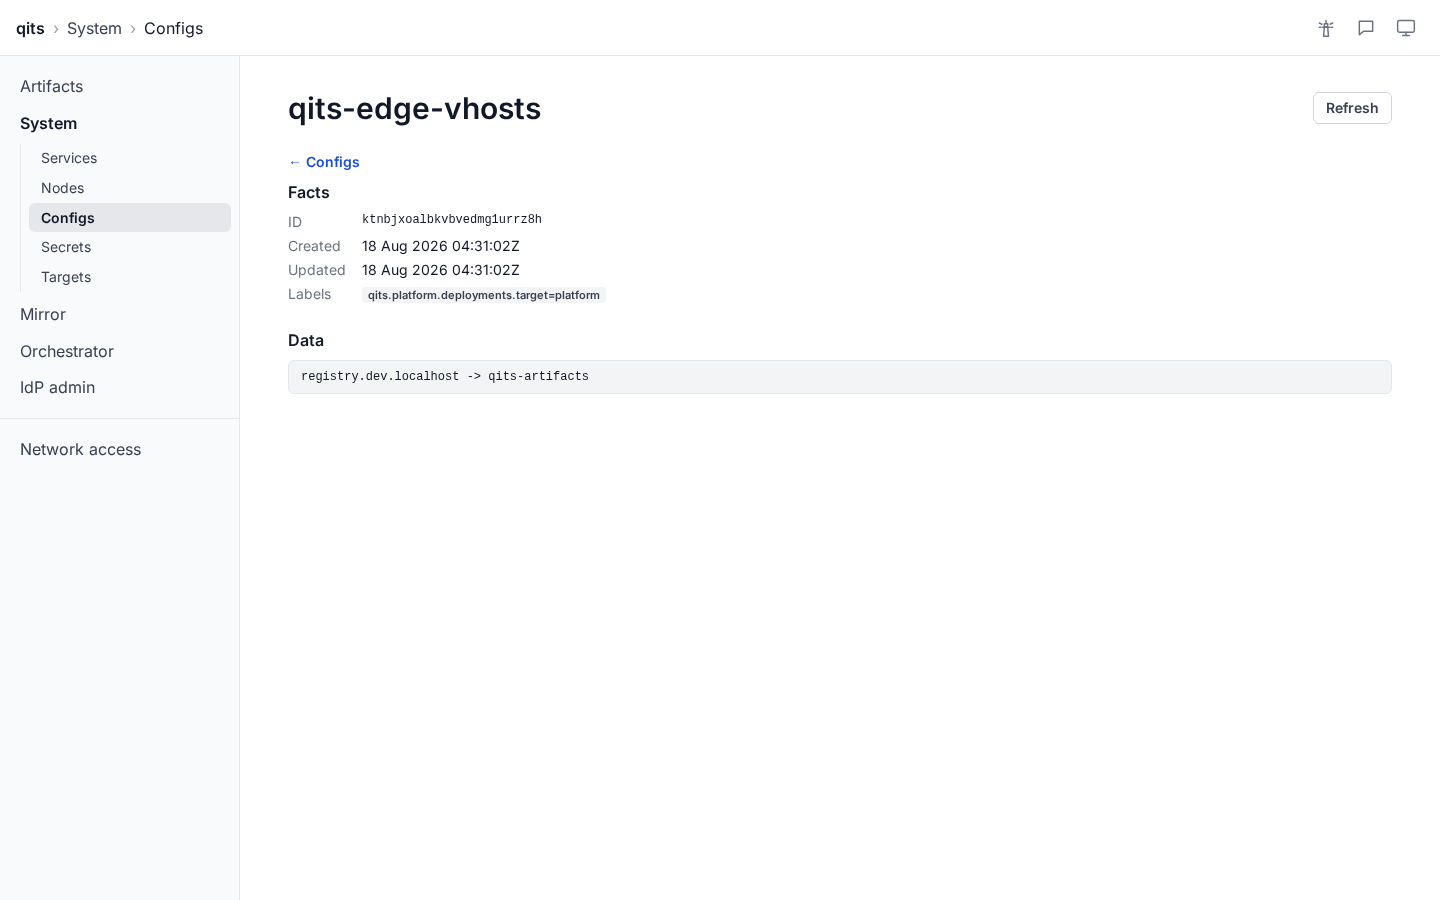 qits › System › Configs
Artifacts
System
Services
Nodes
Configs
Secrets
Targets
Mirror
Orchestrator
IdP admin
Network access
qits-edge-vhosts
Refresh
← Configs
Facts
ID ktnbjxoalbkvbvedmg1urrz8h
Created 18 Aug 2026 04:31:02Z
Updated 18 Aug 2026 04:31:02Z
Labels qits.platform.deployments.target=platform
Data
registry.dev.localhost -> qits-artifacts